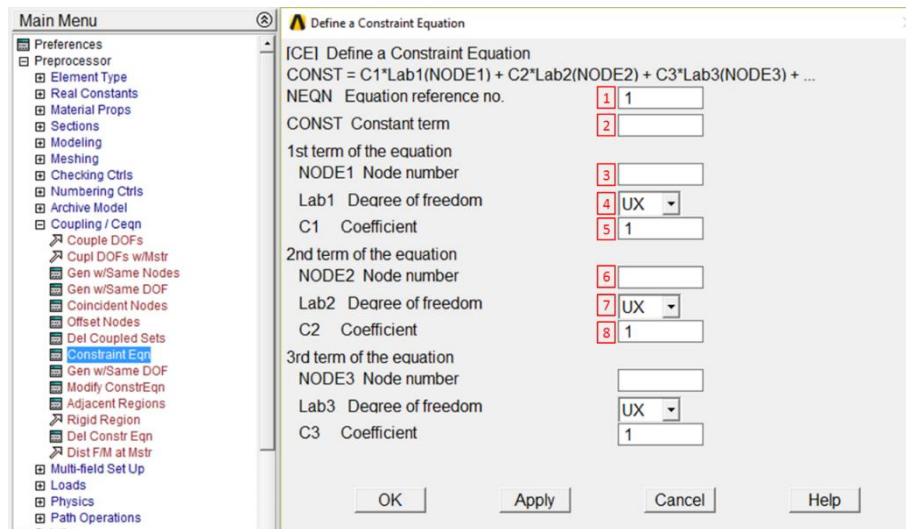 Main Menu
Preferences
Preprocessor
Element Type
Real Constants
Material Props
Sections
Modeling
Meshing
Checking Ctrls
Numbering Ctrls
Archive Model
Coupling / Ceqn
Couple DOFs
Cupl DOFs w/Mstr
Gen w/Same Nodes
Gen w/Same DOF
Coincident Nodes
Offset Nodes
Del Coupled Sets
Constraint Eqn
Gen w/Same DOF
Modify ConstrEqn
Adjacent Regions
Rigid Region
Del Constr Eqn
Dist F/M at Mstr
Multi-field Set Up
Loads
Physics
Path Operations
Define a Constraint Equation
[CE] Define a Constraint Equation
CONST = C1*Lab1(NODE1) + C2*Lab2(NODE2) + C3*Lab3(NODE3) + ...
NEQN Equation reference no. 1 1
CONST Constant term 2
1st term of the equation
NODE1 Node number 3
Lab1 Degree of freedom 4 UX
C1 Coefficient 5 1
2nd term of the equation
NODE2 Node number 6
Lab2 Degree of freedom 7 UX
C2 Coefficient 8 1
3rd term of the equation
NODE3 Node number
Lab3 Degree of freedom UX
C3 Coefficient 1
OK Apply Cancel Help